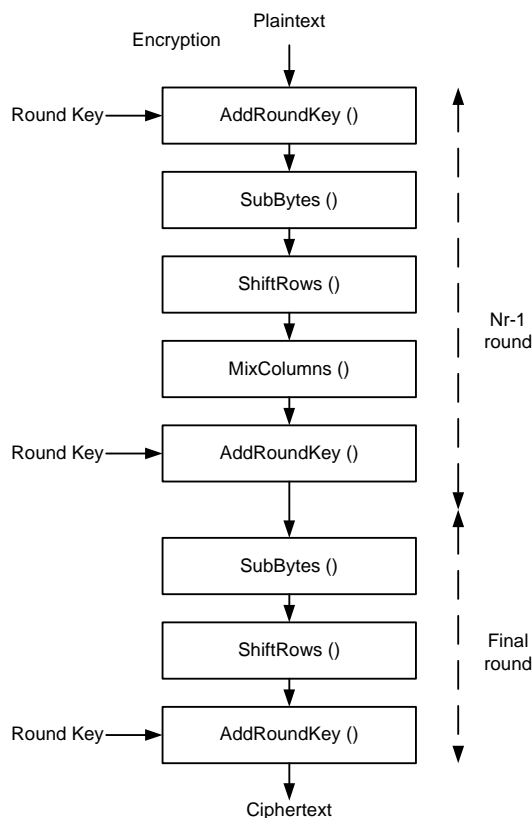 Plaintext
Encryption
Round Key
AddRoundKey ()
SubBytes ()
ShiftRows ()
Nr-1
round
MixColumns ()
Round Key
AddRoundKey ()
SubBytes ()
ShiftRows ()
Final
round
Round Key
AddRoundKey ()
Ciphertext